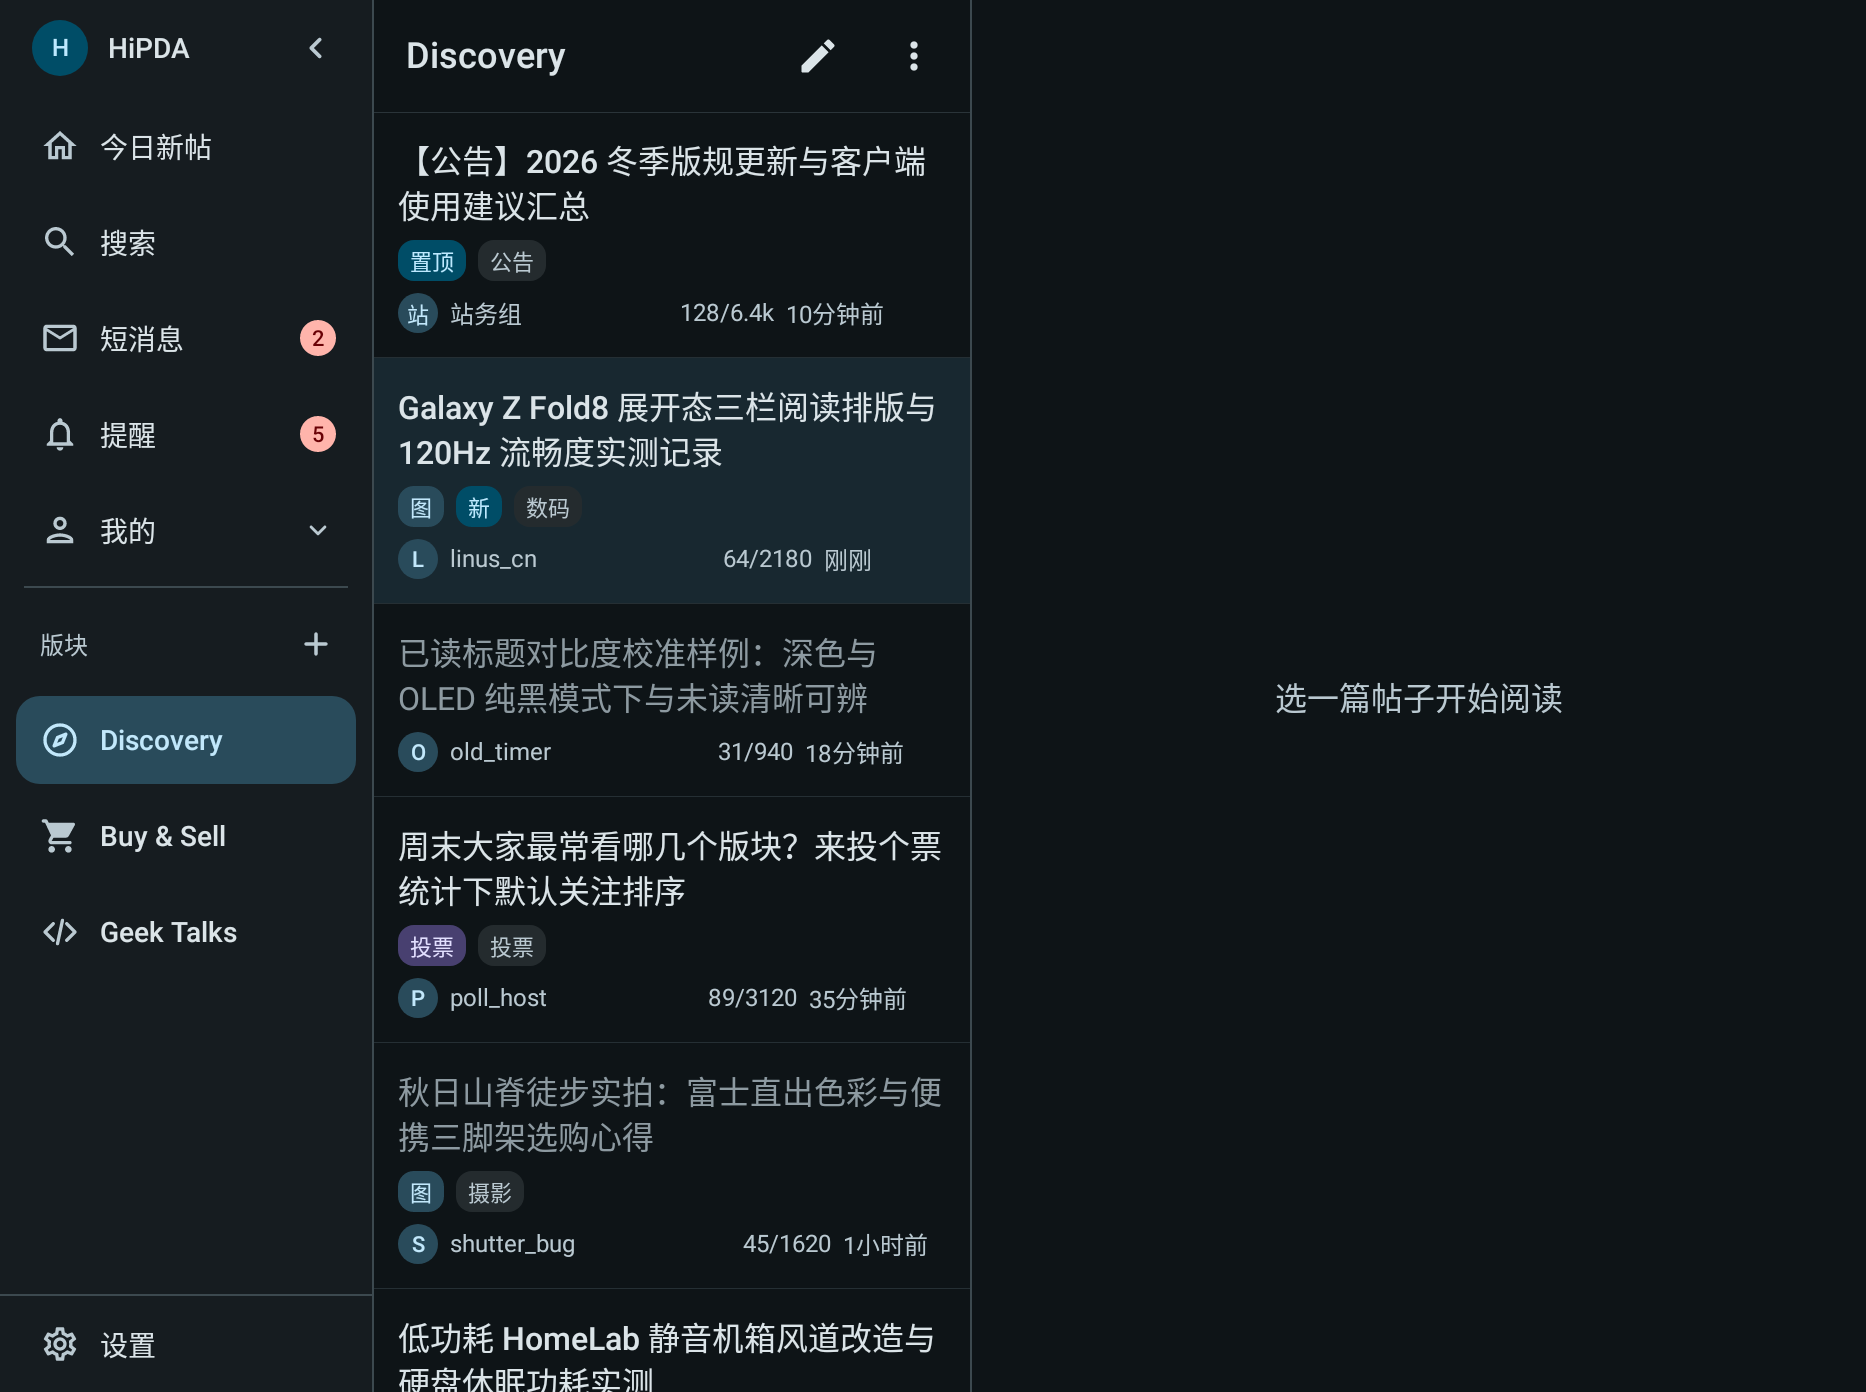 H HiPDA
今日新帖
搜索
短消息 2
提醒 5
我的
版块
Discovery
Buy & Sell
Geek Talks
设置
Discovery
【公告】2026 冬季版规更新与客户端
使用建议汇总
置顶 公告
站 站务组 128/6.4k 10分钟前
Galaxy Z Fold8 展开态三栏阅读排版与
120Hz 流畅度实测记录
图 新 数码
L linus_cn 64/2180 刚刚
已读标题对比度校准样例：深色与
OLED 纯黑模式下与未读清晰可辨
O old_timer 31/940 18分钟前
周末大家最常看哪几个版块？来投个票
统计下默认关注排序
投票 投票
P poll_host 89/3120 35分钟前
秋日山脊徒步实拍：富士直出色彩与便
携三脚架选购心得
图 摄影
S shutter_bug 45/1620 1小时前
低功耗 HomeLab 静音机箱风道改造与
硬盘休眠功耗实测
选一篇帖子开始阅读